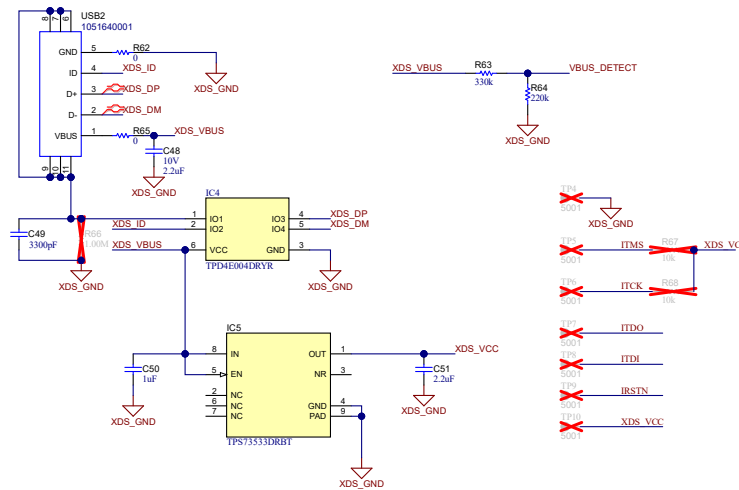 USB2
1051640001
8
7
6
GND
5
R62
0
ID
4
XDS_ID
D+
3
XDS_DP
D-
2
XDS_DM
VBUS
1
R65
0
XDS_VBUS
9
10
11
XDS_GND
C48
10V
2.2uF
XDS_GND
XDS_VBUS
R63
330k
VBUS_DETECT
R64
220k
XDS_GND
C49
3300pF
R66
1.00M
XDS_GND
IC4
XDS_ID
1
IO1
IO3
4
XDS_DP
2
IO2
IO4
5
XDS_DM
XDS_VBUS
6
VCC
GND
3
TPD4E004DRYR
XDS_GND
IC5
8
IN
OUT
1
XDS_VCC
5
EN
NR
3
2
NC
6
NC
GND
4
7
NC
PAD
9
TPS73533DRBT
C50
1uF
XDS_GND
C51
2.2uF
XDS_GND
XDS_GND
TP4
5001
XDS_GND
TP5
5001
ITMS
R67
10k
TP6
5001
ITCK
R68
10k
TP7
5001
ITDO
TP8
5001
ITDI
TP9
5001
IRSTN
TP10
5001
XDS_VCC